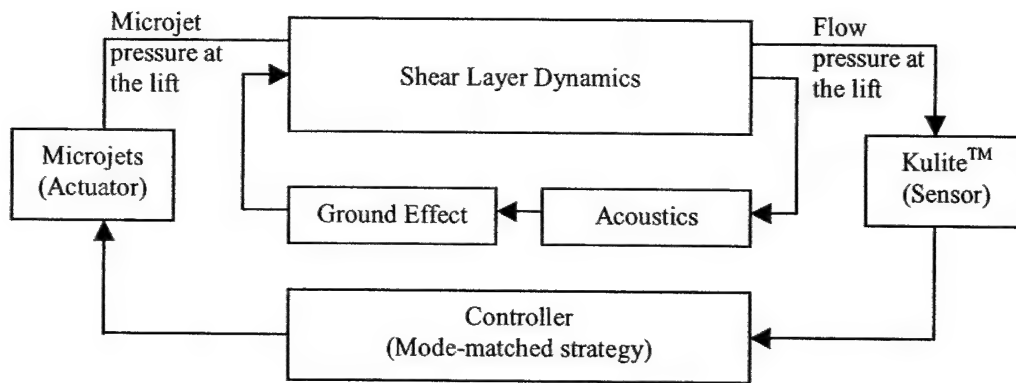 Microjet
pressure at
the lift
Shear Layer Dynamics
Flow
pressure at
the lift
Microjets
(Actuator)
Kulite™
(Sensor)
Ground Effect
Acoustics
Controller
(Mode-matched strategy)